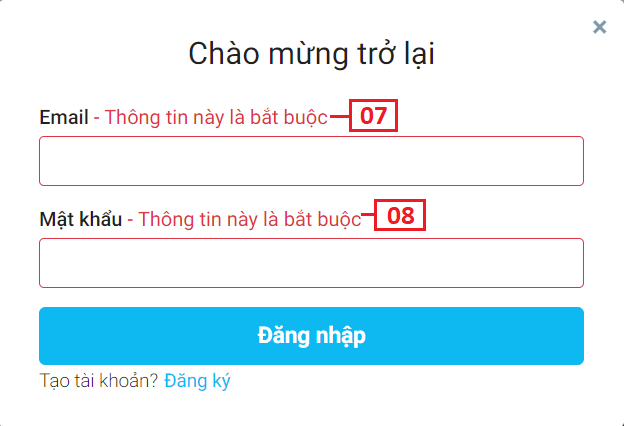 ×
Chào mừng trở lại
Email - Thông tin này là bắt buộc 07
Mật khẩu - Thông tin này là bắt buộc 08
Đăng nhập
Tạo tài khoản? Đăng ký